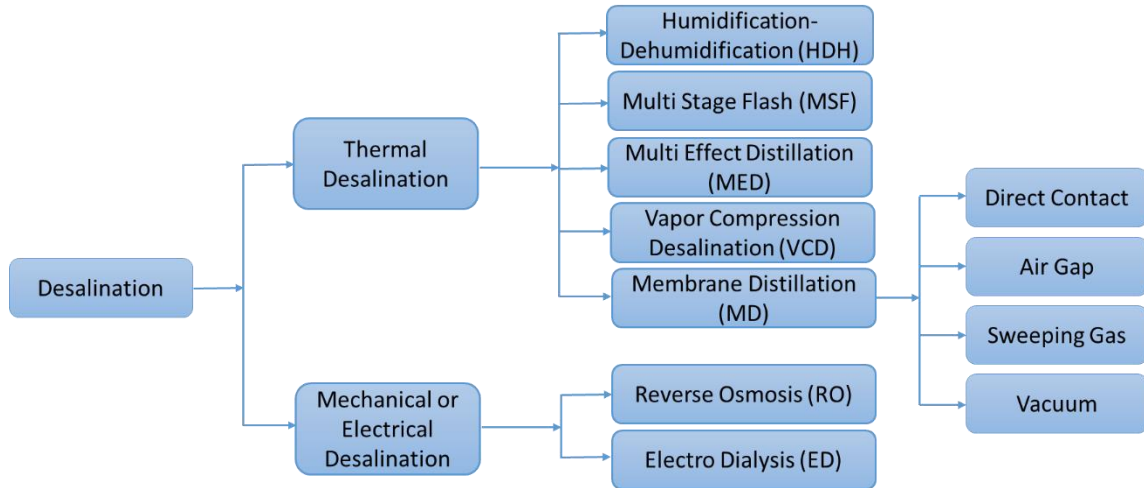 Desalination
Thermal
Desalination
Mechanical or
Electrical
Desalination
Humidification-
Dehumidification (HDH)
Multi Stage Flash (MSF)
Multi Effect Distillation
(MED)
Vapor Compression
Desalination (VCD)
Membrane Distillation
(MD)
Reverse Osmosis (RO)
Electro Dialysis (ED)
Direct Contact
Air Gap
Sweeping Gas
Vacuum